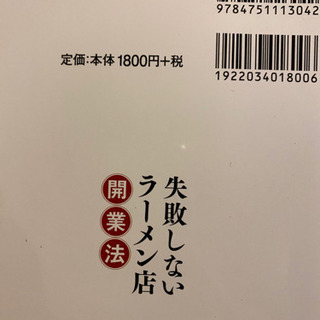 9784751113042
定価：本体1800円+税
1922034018006
失敗しない
ラーメン店
開業法